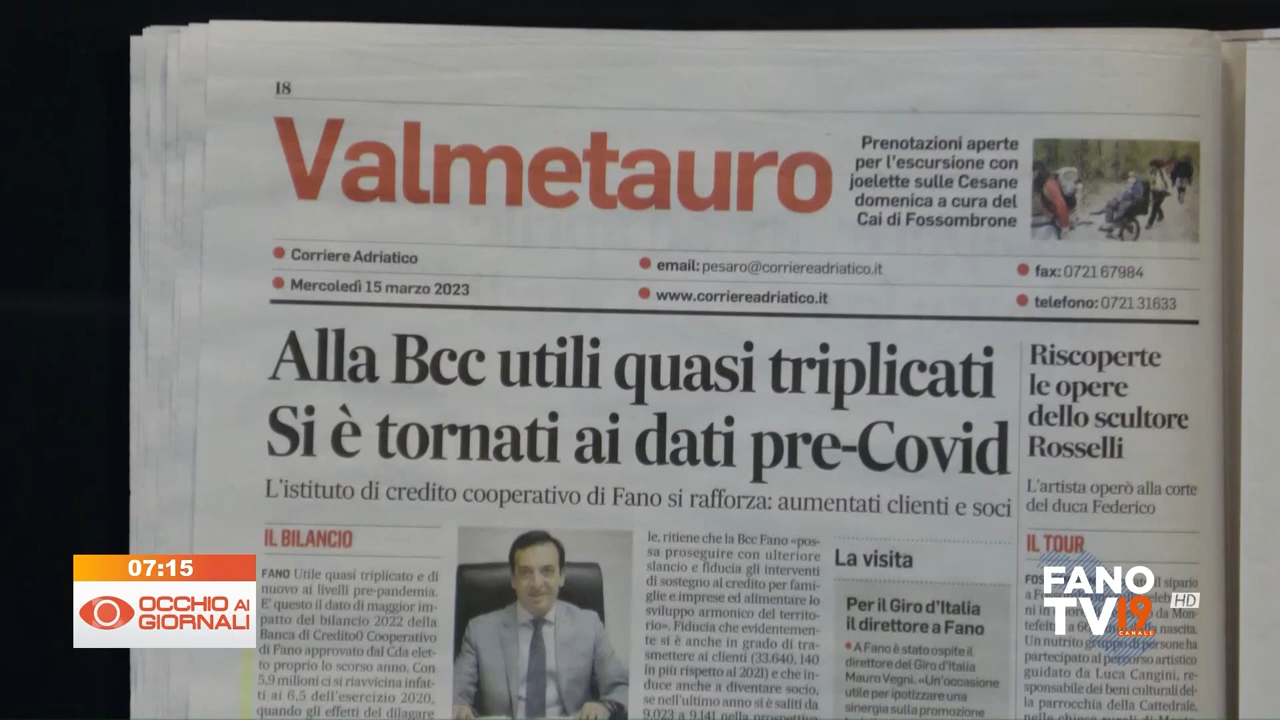 18
Valmetauro
Prenotazioni aperte
per l'escursione con
joelette sulle Cesane
domenica a cura del
Cai di Fossombrone
Corriere Adriatico
Mercoledì 15 marzo 2023
email: pesaro@corriereadriatico.it
www.corriereadriatico.it
fax: 0721 67984
telefono: 0721 31633
Alla Bcc utili quasi triplicati
Si è tornati ai dati pre-Covid
L'istituto di credito cooperativo di Fano si rafforza: aumentati clienti e soci
IL BILANCIO
FANO Utile quasi triplicato e di
nuovo ai livelli pre-pandemia.
E' questo il dato di maggior im-
patto del bilancio 2022 della
Banca di Credito0 Cooperativo
di Fano approvato dal Cda elet-
to proprio lo scorso anno. Con
5,9 milioni ci si riavvicina infat-
ti ai 6,5 dell'esercizio 2020,
quando gli effetti del dilagare
le, ritiene che la Bcc Fano «pos-
sa proseguire con ulteriore
slancio e fiducia gli interventi
di sostegno al credito per fami-
glie e imprese ed alimentare lo
sviluppo armonico del territo-
rio». Fiducia che evidentemen-
te si è anche in grado di tra-
smettere ai clienti (33.640, 140
in più rispetto al 2021) e che in-
duce anche a diventare socio,
se nell'ultimo anno si è saliti da
9.023 a 9.141 nella prospettiva
La visita
Per il Giro d'Italia
il direttore a Fano
A Fano è stato ospite il
direttore del Giro d'Italia
Mauro Vegni. «Un'occasione
utile per ipotizzare una
sinergia sulla promozione
Riscoperte
le opere
dello scultore
Rosselli
L'artista operò alla corte
del duca Federico
IL TOUR
il sipario
da Mon-
nascita.
Un nutrito gruppo di persone ha
partecipato al percorso artistico
guidato da Luca Cangini, re-
sponsabile dei beni culturali del-
la parrocchia della Cattedrale,
07:15
OCCHIO AI
GIORNALI
FANO
TV 19 HD
CANALE